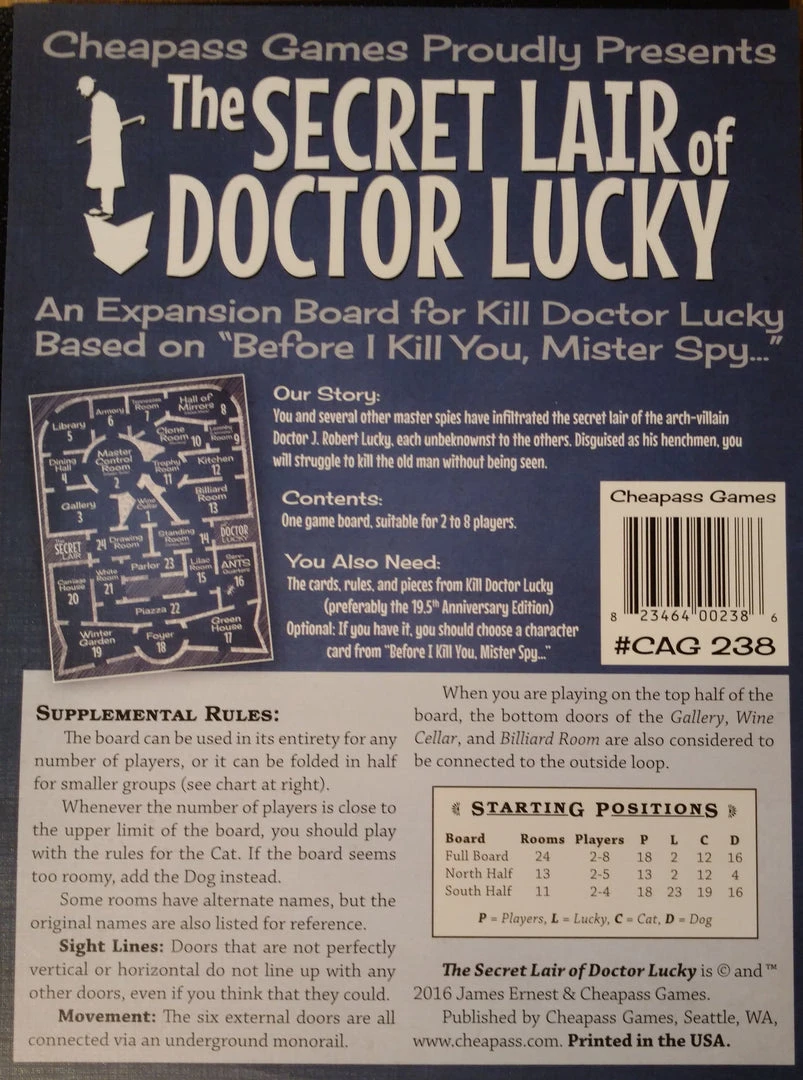 Cheapass Games Proudly Presents
The SECRET LAIR of
DOCTOR LUCKY
An Expansion Board for Kill Doctor Lucky
Based on "Before I Kill You, Mister Spy..."
Library
5
Armory
6
Tennessee
Room
7
Hall of
Mirrors
8
Clone
Room
10
Room
9
Dining
Hall
4
Master
Control
Room
2
Trophy
Room
11
Kitchen
12
Gallery
3
Wine
Cellar
1
Billiard
Room
13
The
SECRET
LAIR
24 Drawing
Room
Standing
Room
14
of
DOCTOR
LUCKY
Carriage
House
20
White
Room
21
Parlor 23
Lilac
Room
15
Serv-
ANTS
Quarters
16
Piazza 22
Winter
Garden
19
Foyer
18
Green
House
17
Our Story:
You and several other master spies have infiltrated the secret lair of the arch-villain
Doctor J. Robert Lucky, each unbeknownst to the others. Disguised as his henchmen, you
will struggle to kill the old man without being seen.
Contents:
One game board, suitable for 2 to 8 players.
You Also Need:
The cards, rules, and pieces from Kill Doctor Lucky
(preferably the 19.5th Anniversary Edition)
Optional: If you have it, you should choose a character
card from "Before I Kill You, Mister Spy..."
Cheapass Games
8 23464 00238 6
#CAG 238
SUPPLEMENTAL RULES:
The board can be used in its entirety for any
number of players, or it can be folded in half
for smaller groups (see chart at right).
Whenever the number of players is close to
the upper limit of the board, you should play
with the rules for the Cat. If the board seems
too roomy, add the Dog instead.
Some rooms have alternate names, but the
original names are also listed for reference.
Sight Lines: Doors that are not perfectly
vertical or horizontal do not line up with any
other doors, even if you think that they could.
Movement: The six external doors are all
connected via an underground monorail.
When you are playing on the top half of the
board, the bottom doors of the Gallery, Wine
Cellar, and Billiard Room are also considered to
be connected to the outside loop.
STARTING POSITIONS
Board Rooms Players P L C D
Full Board 24 2-8 18 2 12 16
North Half 13 2-5 13 2 12 4
South Half 11 2-4 18 23 19 16
P = Players, L = Lucky, C = Cat, D = Dog
The Secret Lair of Doctor Lucky is © and ™
2016 James Ernest & Cheapass Games.
Published by Cheapass Games, Seattle, WA,
www.cheapass.com. Printed in the USA.